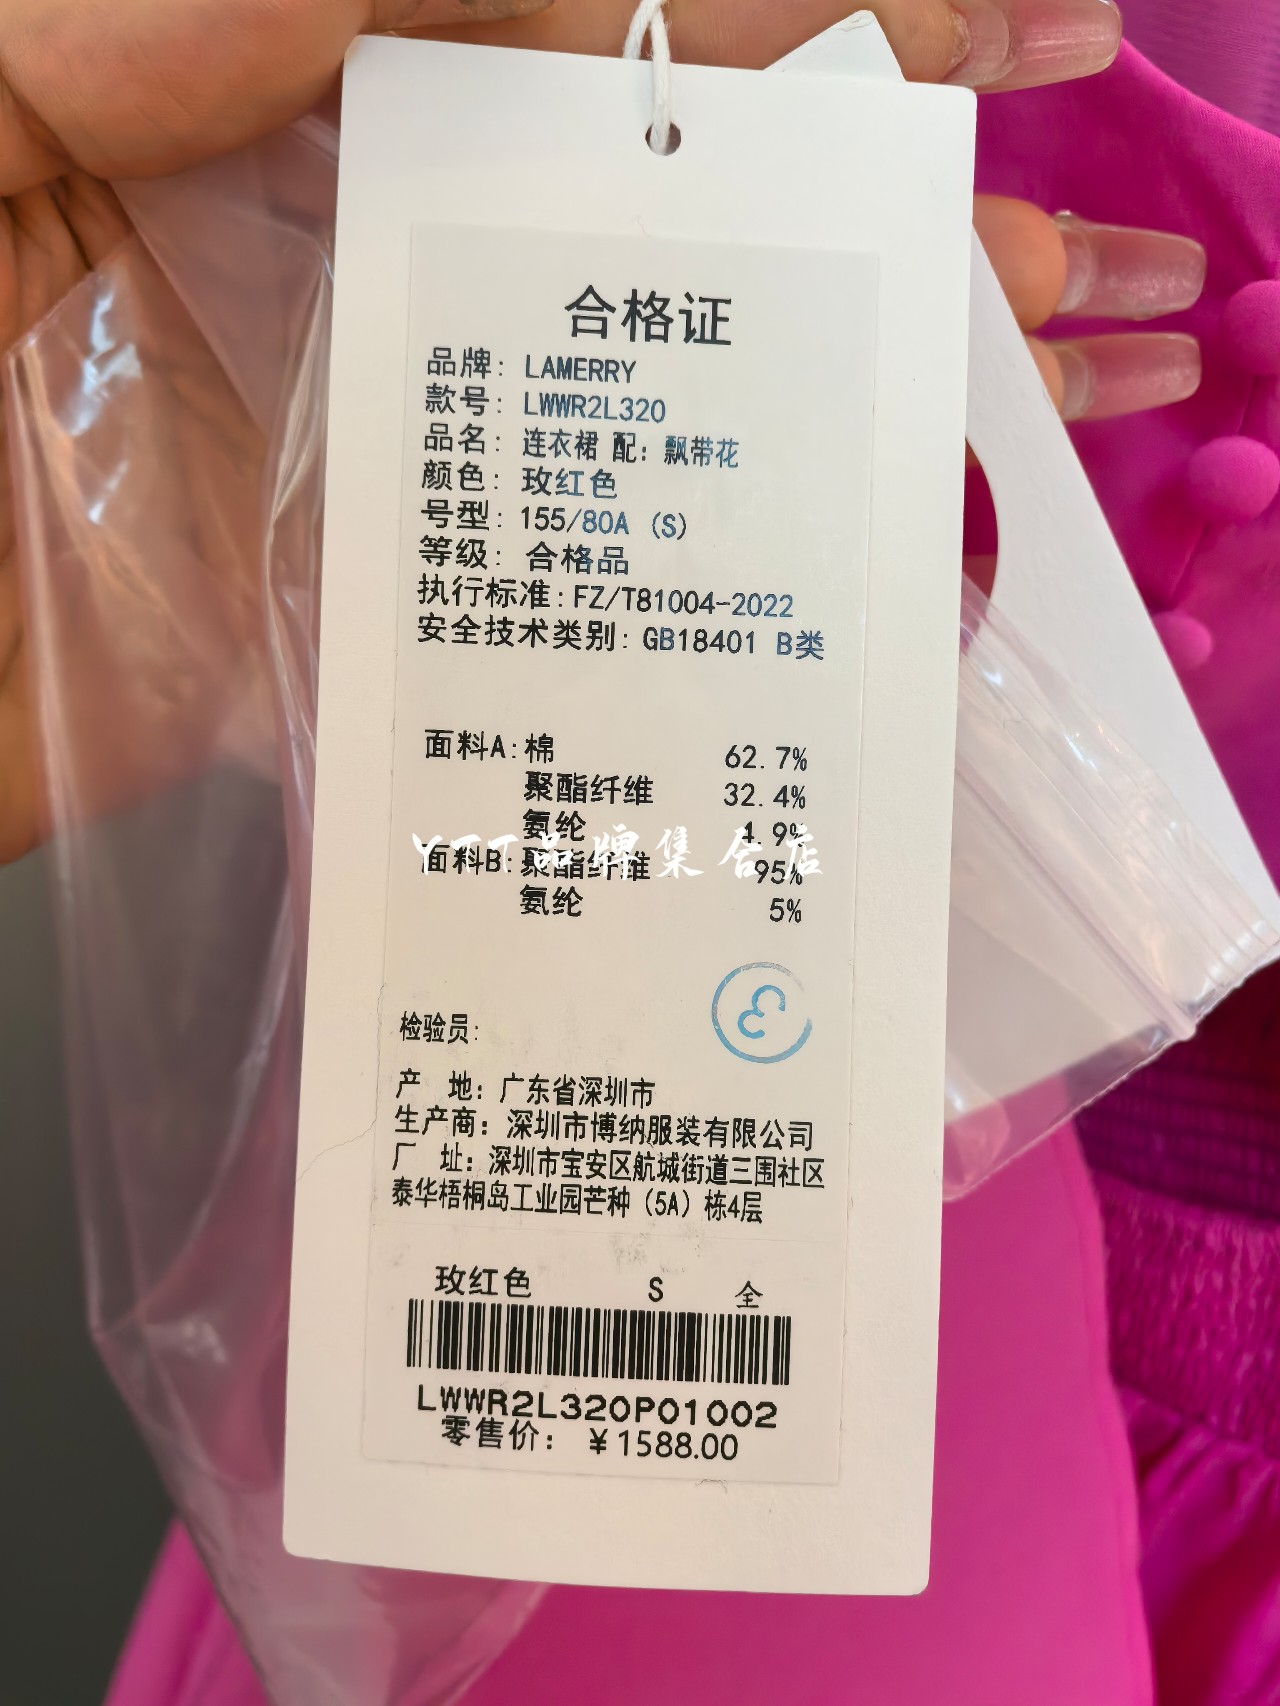 合格证
品牌: LAMERRY
款号: LWWR2L320
品名: 连衣裙 配: 飘带花
颜色: 玫红色
号型: 155/80A (S)
等级: 合格品
执行标准: FZ/T81004-2022
安全技术类别: GB18401 B类
面料A: 棉 62.7%
聚酯纤维 32.4%
氨纶 4.9%
YTT品牌集合店
面料B: 聚酯纤维 95%
氨纶 5%
3
检验员:
产 地: 广东省深圳市
生产商: 深圳市博纳服装有限公司
厂 址: 深圳市宝安区航城街道三围社区
泰华梧桐岛工业园芒种（5A）栋4层
玫红色 S 全
LWWR2L320P01002
零售价: ￥1588.00